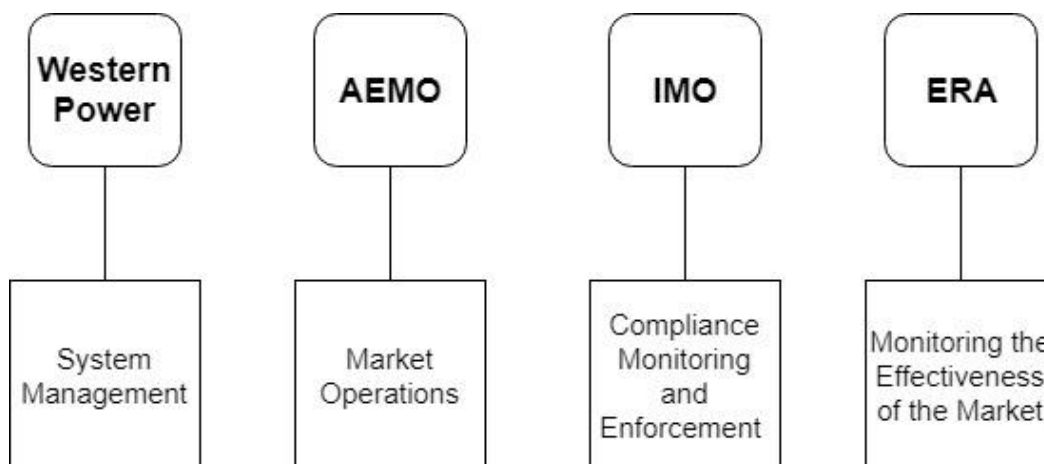 Western
Power
AEMO
IMO
ERA
System
Management
Market
Operations
Compliance
Monitoring
and
Enforcement
Monitoring the
Effectiveness
of the Market